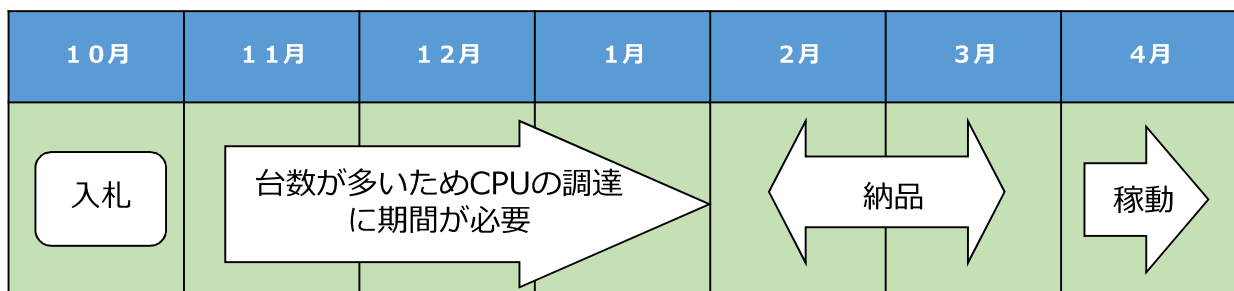 10月
11月
12月
1月
2月
3月
4月
入札
台数が多いためCPUの調達
に期間が必要
納品
稼動